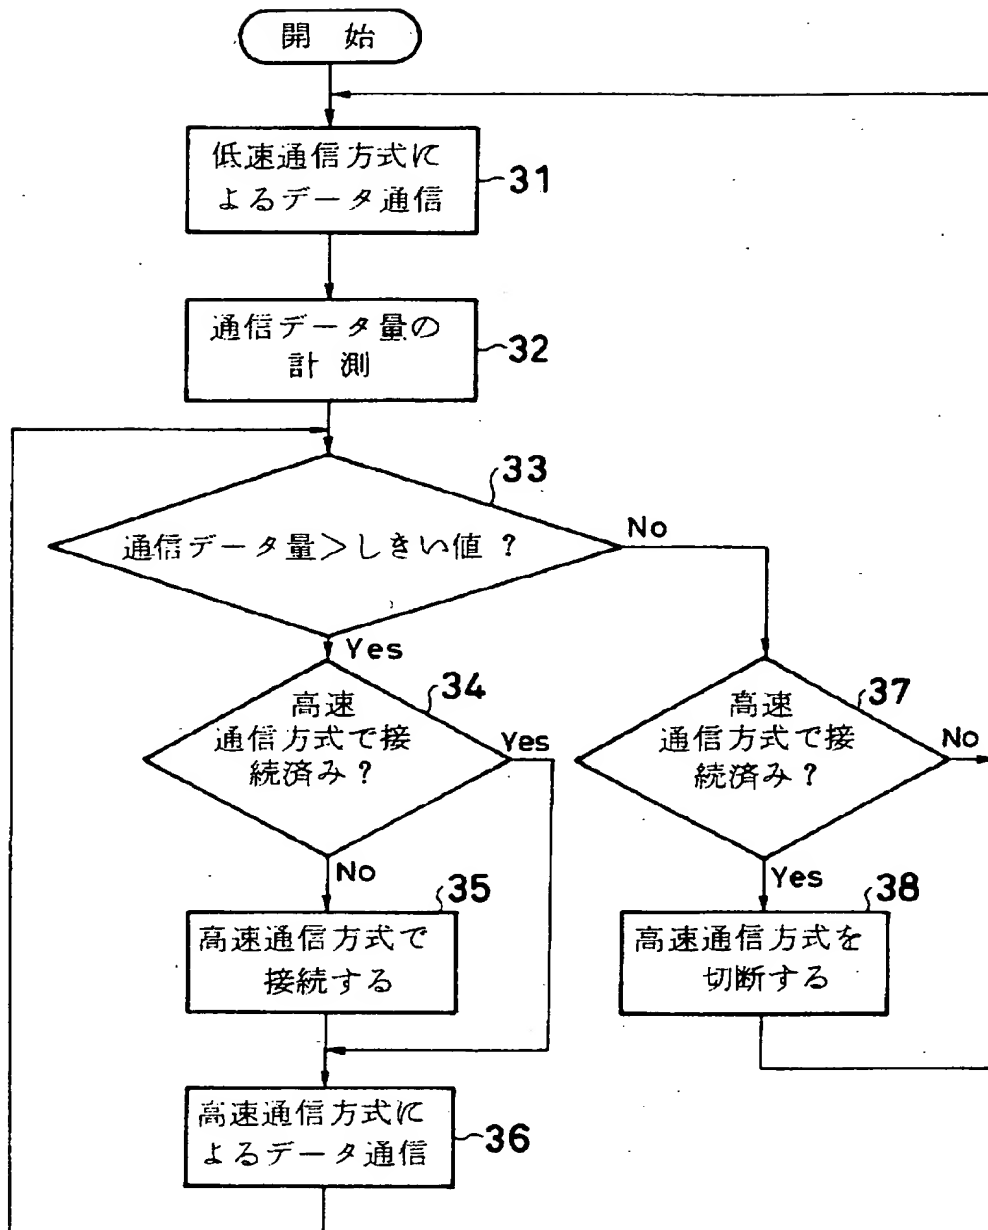 開 始
低速通信方式に
よるデータ通信
31
通信データ量の
計 測
32
33
通信データ量>しきい値 ?
No
Yes
34
高速
通信方式で接
続済み?
Yes
No
37
高速
通信方式で接
続済み?
No
Yes
35
高速通信方式で
接続する
38
高速通信方式を
切断する
高速通信方式に
よるデータ通信
36